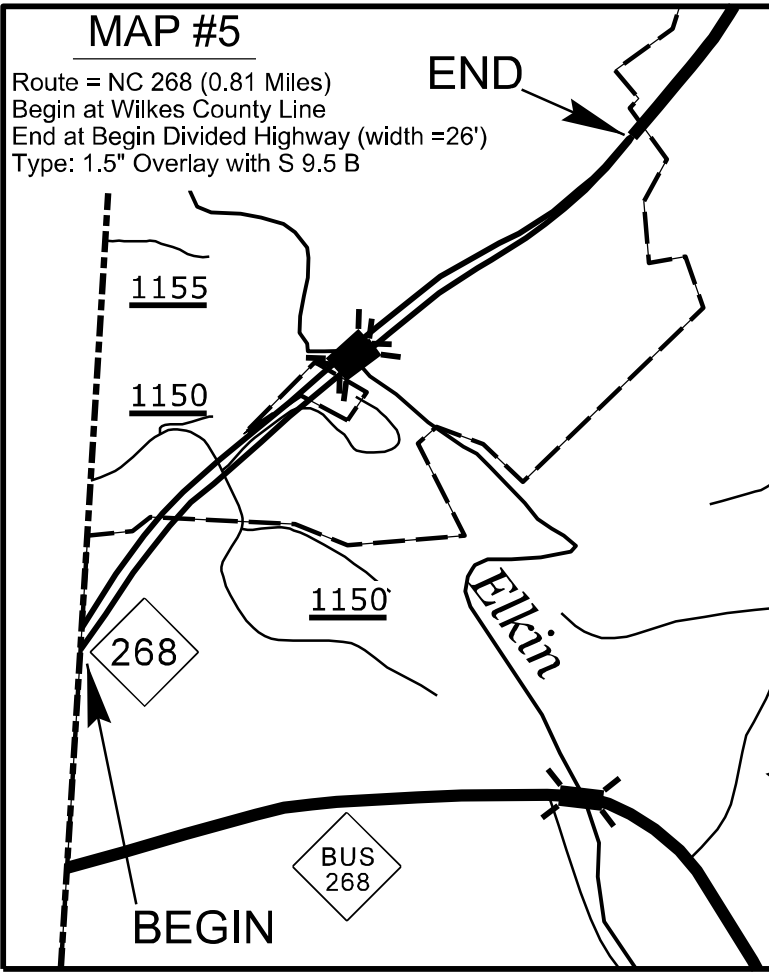 MAP #5
Route = NC 268 (0.81 Miles)
Begin at Wilkes County Line
End at Begin Divided Highway (width =26')
Type: 1.5" Overlay with S 9.5 B
END
1155
1150
1150
Elkin
268
BUS
268
BEGIN